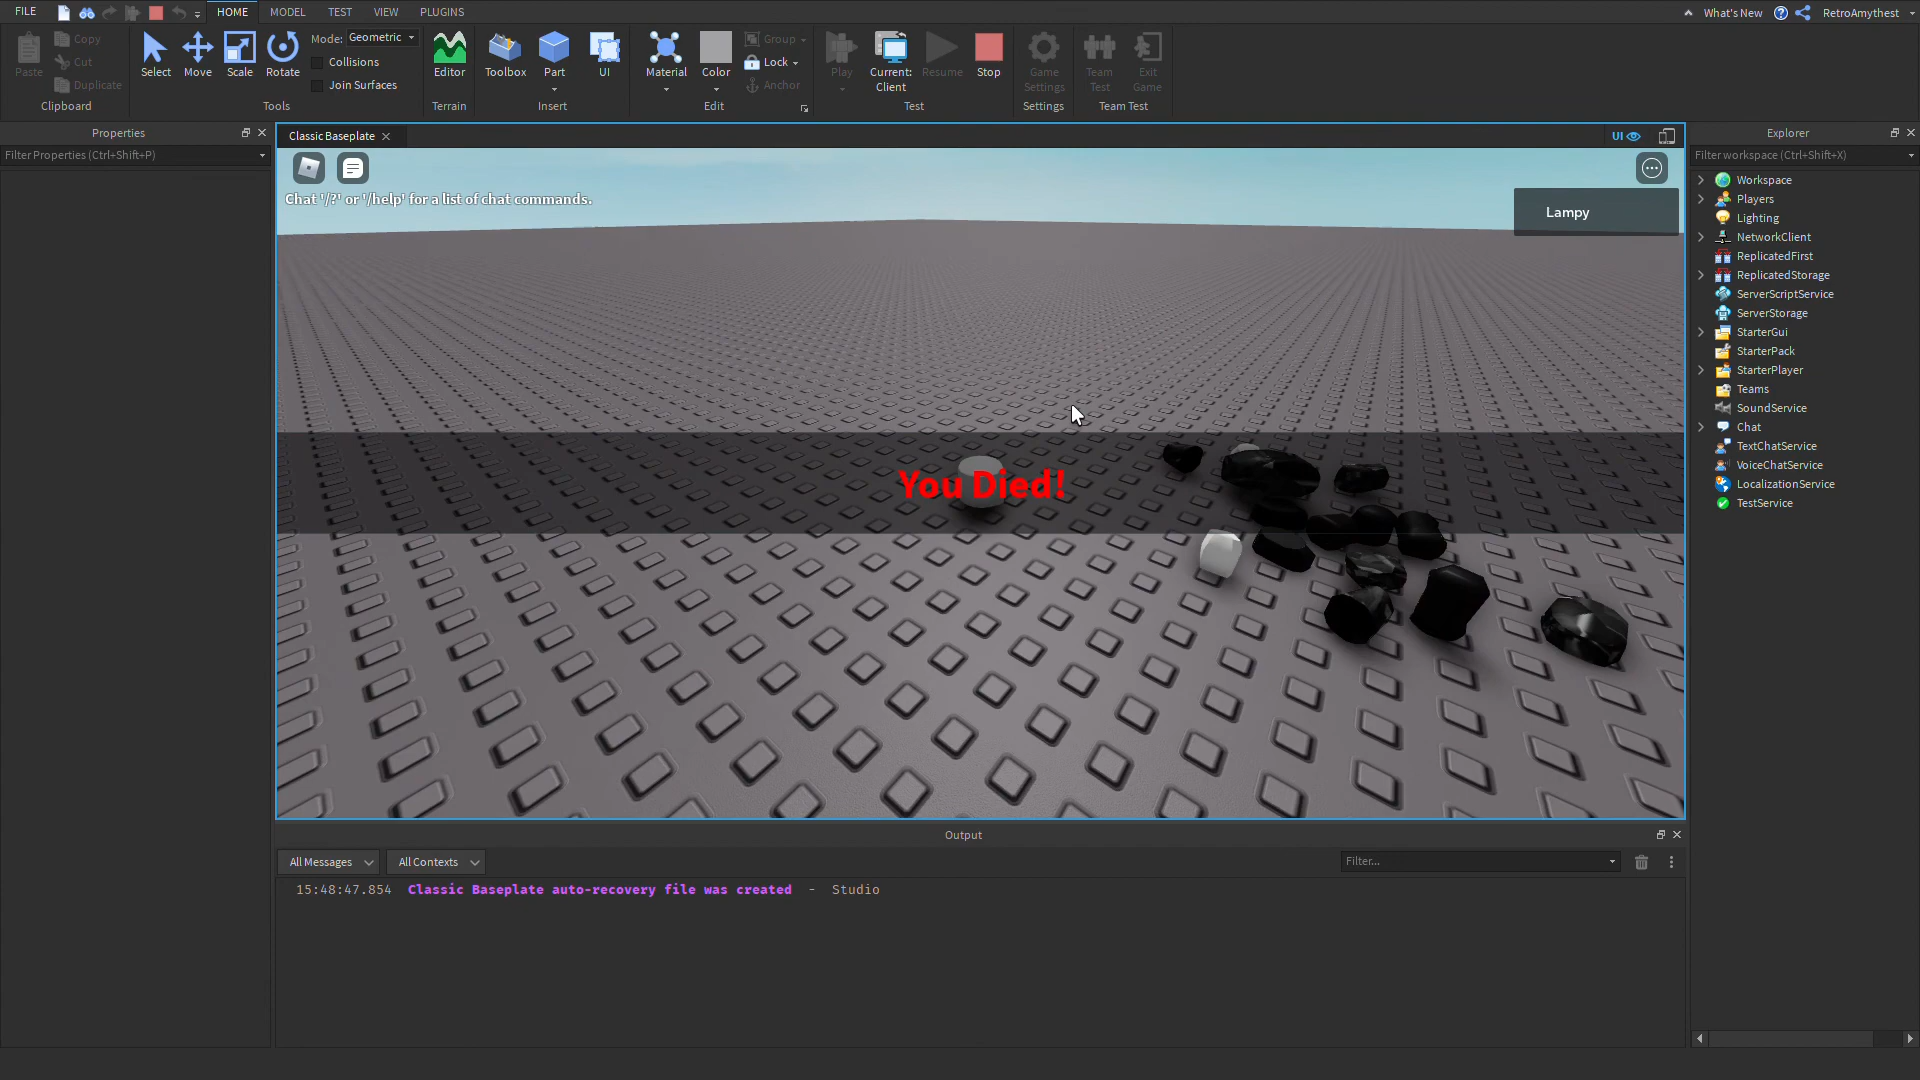 FILE
HOME
MODEL
TEST
VIEW
PLUGINS
What's New
RetroAmythest
Paste
Copy
Cut
Duplicate
Clipboard
Select
Move
Scale
Rotate
Mode: Geometric
Collisions
Join Surfaces
Tools
Editor
Terrain
Toolbox
Part
UI
Insert
Material
Color
Group
Lock
Anchor
Edit
Play
Current:
Client
Resume
Stop
Test
Game
Settings
Settings
Team
Test
Exit
Game
Team Test
Properties
Filter Properties (Ctrl+Shift+P)
Classic Baseplate
UI
Chat '/?' or '/help' for a list of chat commands.
Lampy
You Died!
Explorer
Filter workspace (Ctrl+Shift+X)
Workspace
Players
Lighting
NetworkClient
ReplicatedFirst
ReplicatedStorage
ServerScriptService
ServerStorage
StarterGui
StarterPack
StarterPlayer
Teams
SoundService
Chat
TextChatService
VoiceChatService
LocalizationService
TestService
Output
All Messages
All Contexts
Filter...
15:48:47.854 Classic Baseplate auto-recovery file was created - Studio